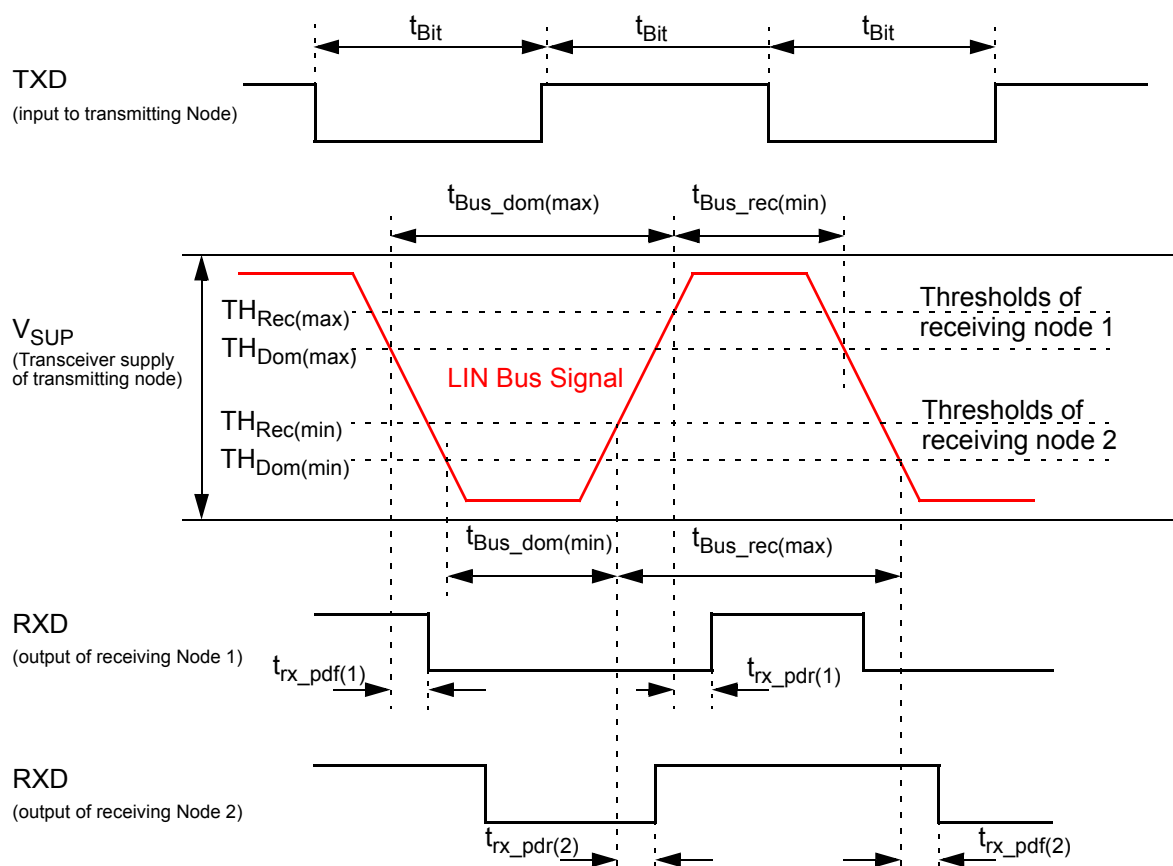 tBit tBit tBit
TXD
(input to transmitting Node)
tBus_dom(max) tBus_rec(min)
THRec(max)
Thresholds of
receiving node 1
VSUP
(Transceiver supply
of transmitting node)
THDom(max)
LIN Bus Signal
THRec(min)
Thresholds of
receiving node 2
THDom(min)
tBus_dom(min) tBus_rec(max)
RXD
(output of receiving Node 1)
trx_pdf(1) trx_pdr(1)
RXD
(output of receiving Node 2)
trx_pdr(2) trx_pdf(2)